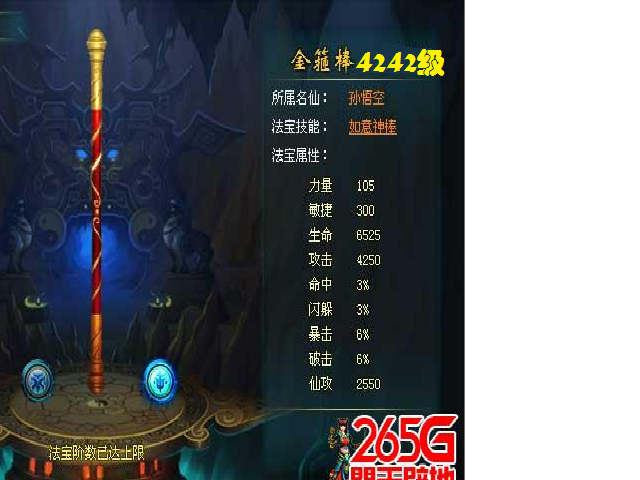 金箍棒4242级
所属名仙： 孙悟空
法宝技能： 如意神棒
法宝属性：
力量 105
敏捷 300
生命 6525
攻击 4250
命中 3%
闪躲 3%
暴击 6%
破击 6%
仙攻 2550
法宝阶数已达上限
265G